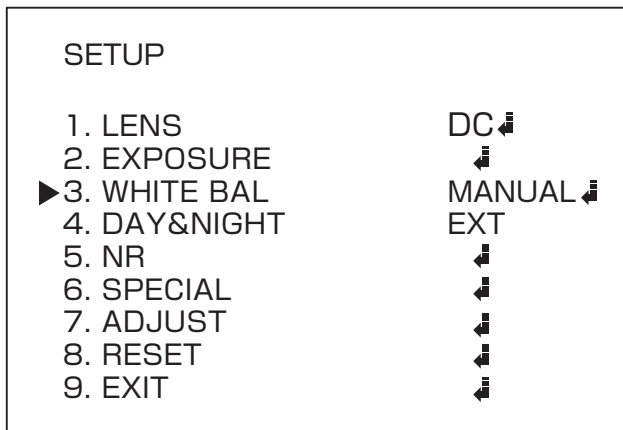 SETUP
1. LENS DC↲
2. EXPOSURE ↲
▶3. WHITE BAL MANUAL↲
4. DAY&NIGHT EXT
5. NR ↲
6. SPECIAL ↲
7. ADJUST ↲
8. RESET ↲
9. EXIT ↲